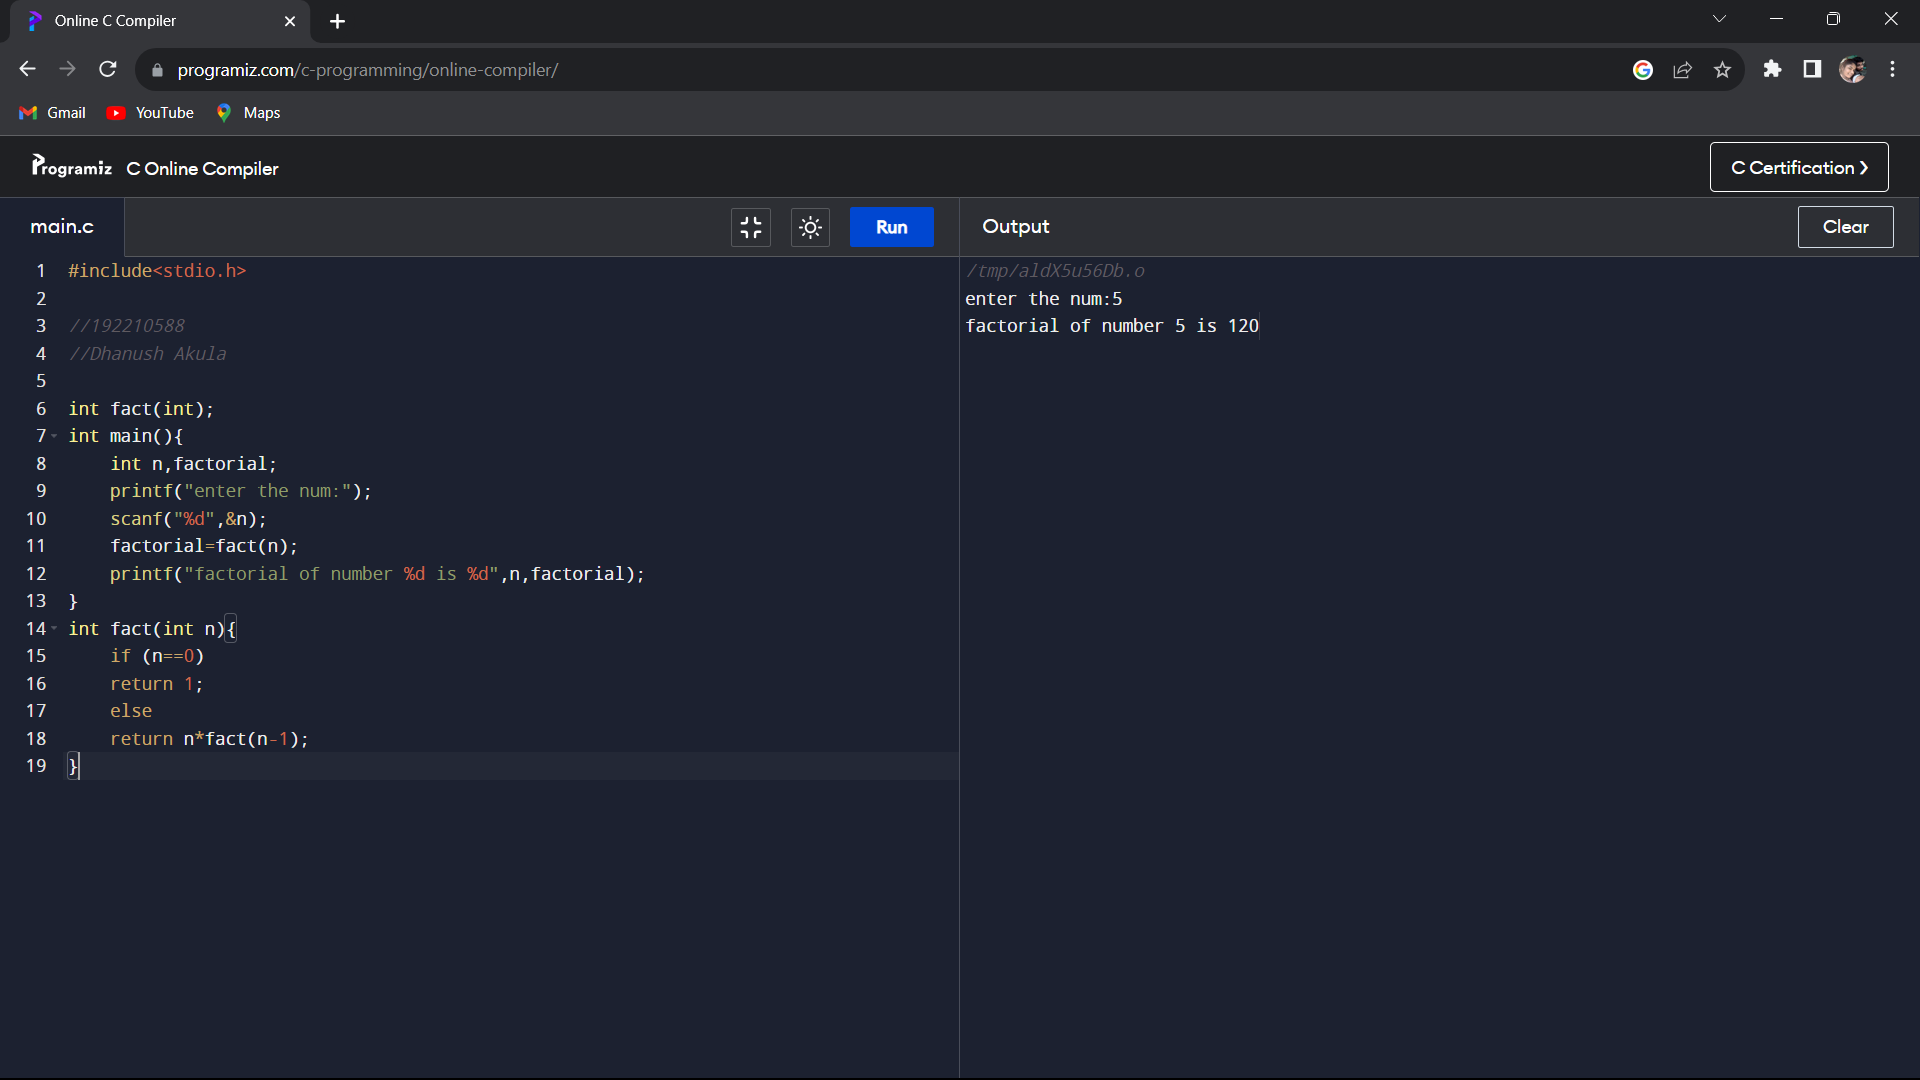 Online C Compiler
programiz.com/c-programming/online-compiler/
Gmail YouTube Maps
Programiz C Online Compiler
C Certification >
main.c
Run
Output
Clear
1 #include<stdio.h>
2
3 //192210588
4 //Dhanush Akula
5
6 int fact(int);
7 int main(){
8     int n,factorial;
9     printf("enter the num:");
10     scanf("%d",&n);
11     factorial=fact(n);
12     printf("factorial of number %d is %d",n,factorial);
13 }
14 int fact(int n){
15     if (n==0)
16     return 1;
17     else
18     return n*fact(n-1);
19 }
/tmp/aldX5u56Db.o
enter the num:5
factorial of number 5 is 120